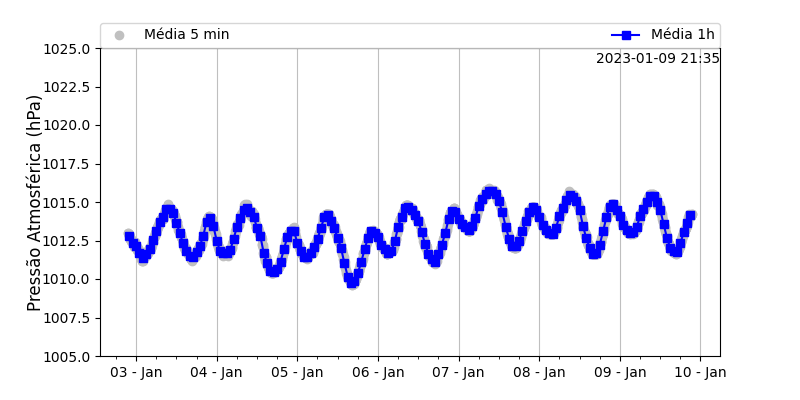 Média 5 min
Média 1h
2023-01-09 21:35
Pressão Atmosférica (hPa)
1025.0
1022.5
1020.0
1017.5
1015.0
1012.5
1010.0
1007.5
1005.0
03 - Jan
04 - Jan
05 - Jan
06 - Jan
07 - Jan
08 - Jan
09 - Jan
10 - Jan